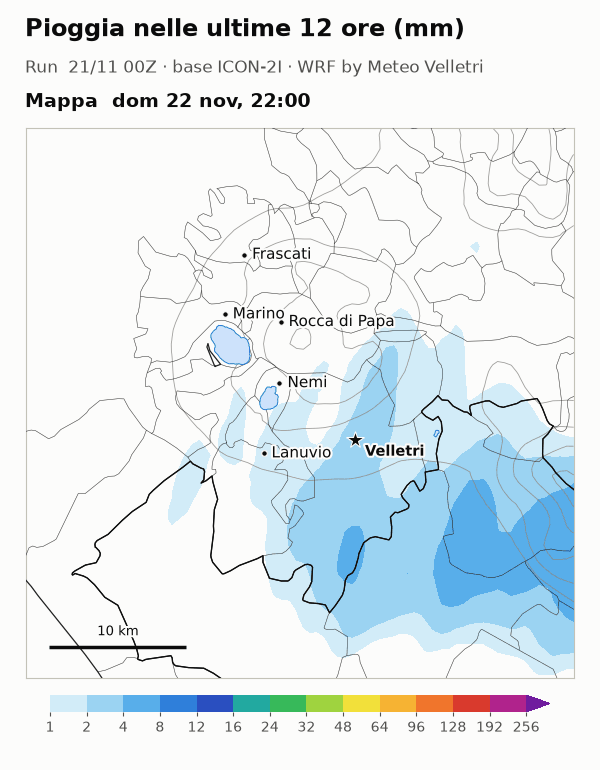 Pioggia nelle ultime 12 ore (mm)
Run  21/11 00Z · base ICON-2I · WRF by Meteo Velletri
Mappa  dom 22 nov, 22:00
Frascati
Marino
Rocca di Papa
Nemi
Velletri
Lanuvio
10 km
1 2 4 8 12 16 24 32 48 64 96 128 192 256